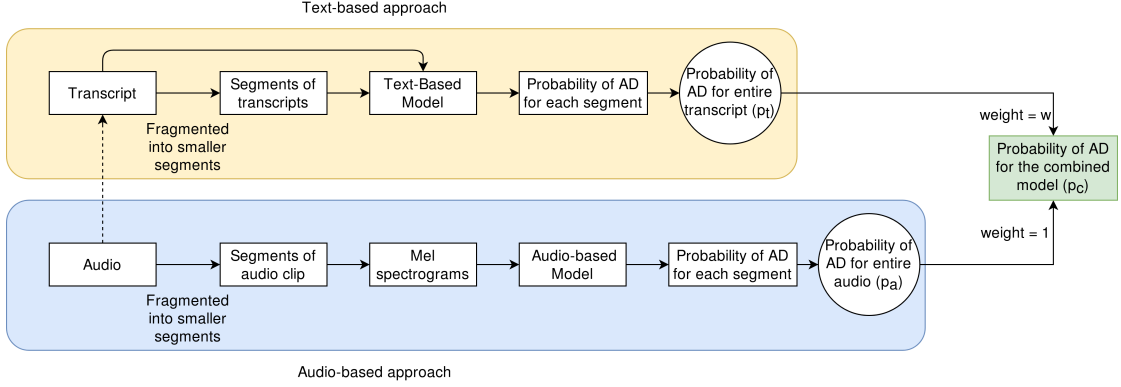 Text-based approach
Transcript
Segments of
transcripts
Text-Based
Model
Probability of AD
for each segment
Probability of
AD for entire
transcript (pt)
Fragmented
into smaller
segments
weight = w
Probability of AD
for the combined
model (pc)
weight = 1
Audio
Segments of
audio clip
Mel
spectrograms
Audio-based
Model
Probability of AD
for each segment
Probability of
AD for entire
audio (pa)
Fragmented
into smaller
segments
Audio-based approach